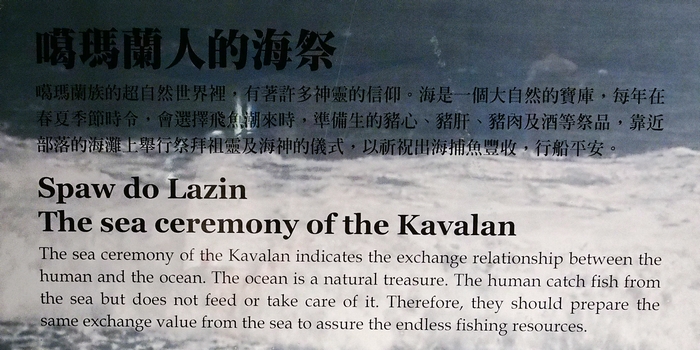 噶瑪蘭人的海祭
噶瑪蘭族的超自然世界裡，有著許多神靈的信仰。海是一個大自然的寶庫，每年在
春夏季節時令，會選擇飛魚潮來時，準備生的豬心、豬肝、豬肉及酒等祭品，靠近
部落的海灘上舉行祭拜祖靈及海神的儀式，以祈祝出海捕魚豐收，行船平安。
Spaw do Lazin
The sea ceremony of the Kavalan
The sea ceremony of the Kavalan indicates the exchange relationship between the
human and the ocean. The ocean is a natural treasure. The human catch fish from
the sea but does not feed or take care of it. Therefore, they should prepare the
same exchange value from the sea to assure the endless fishing resources.